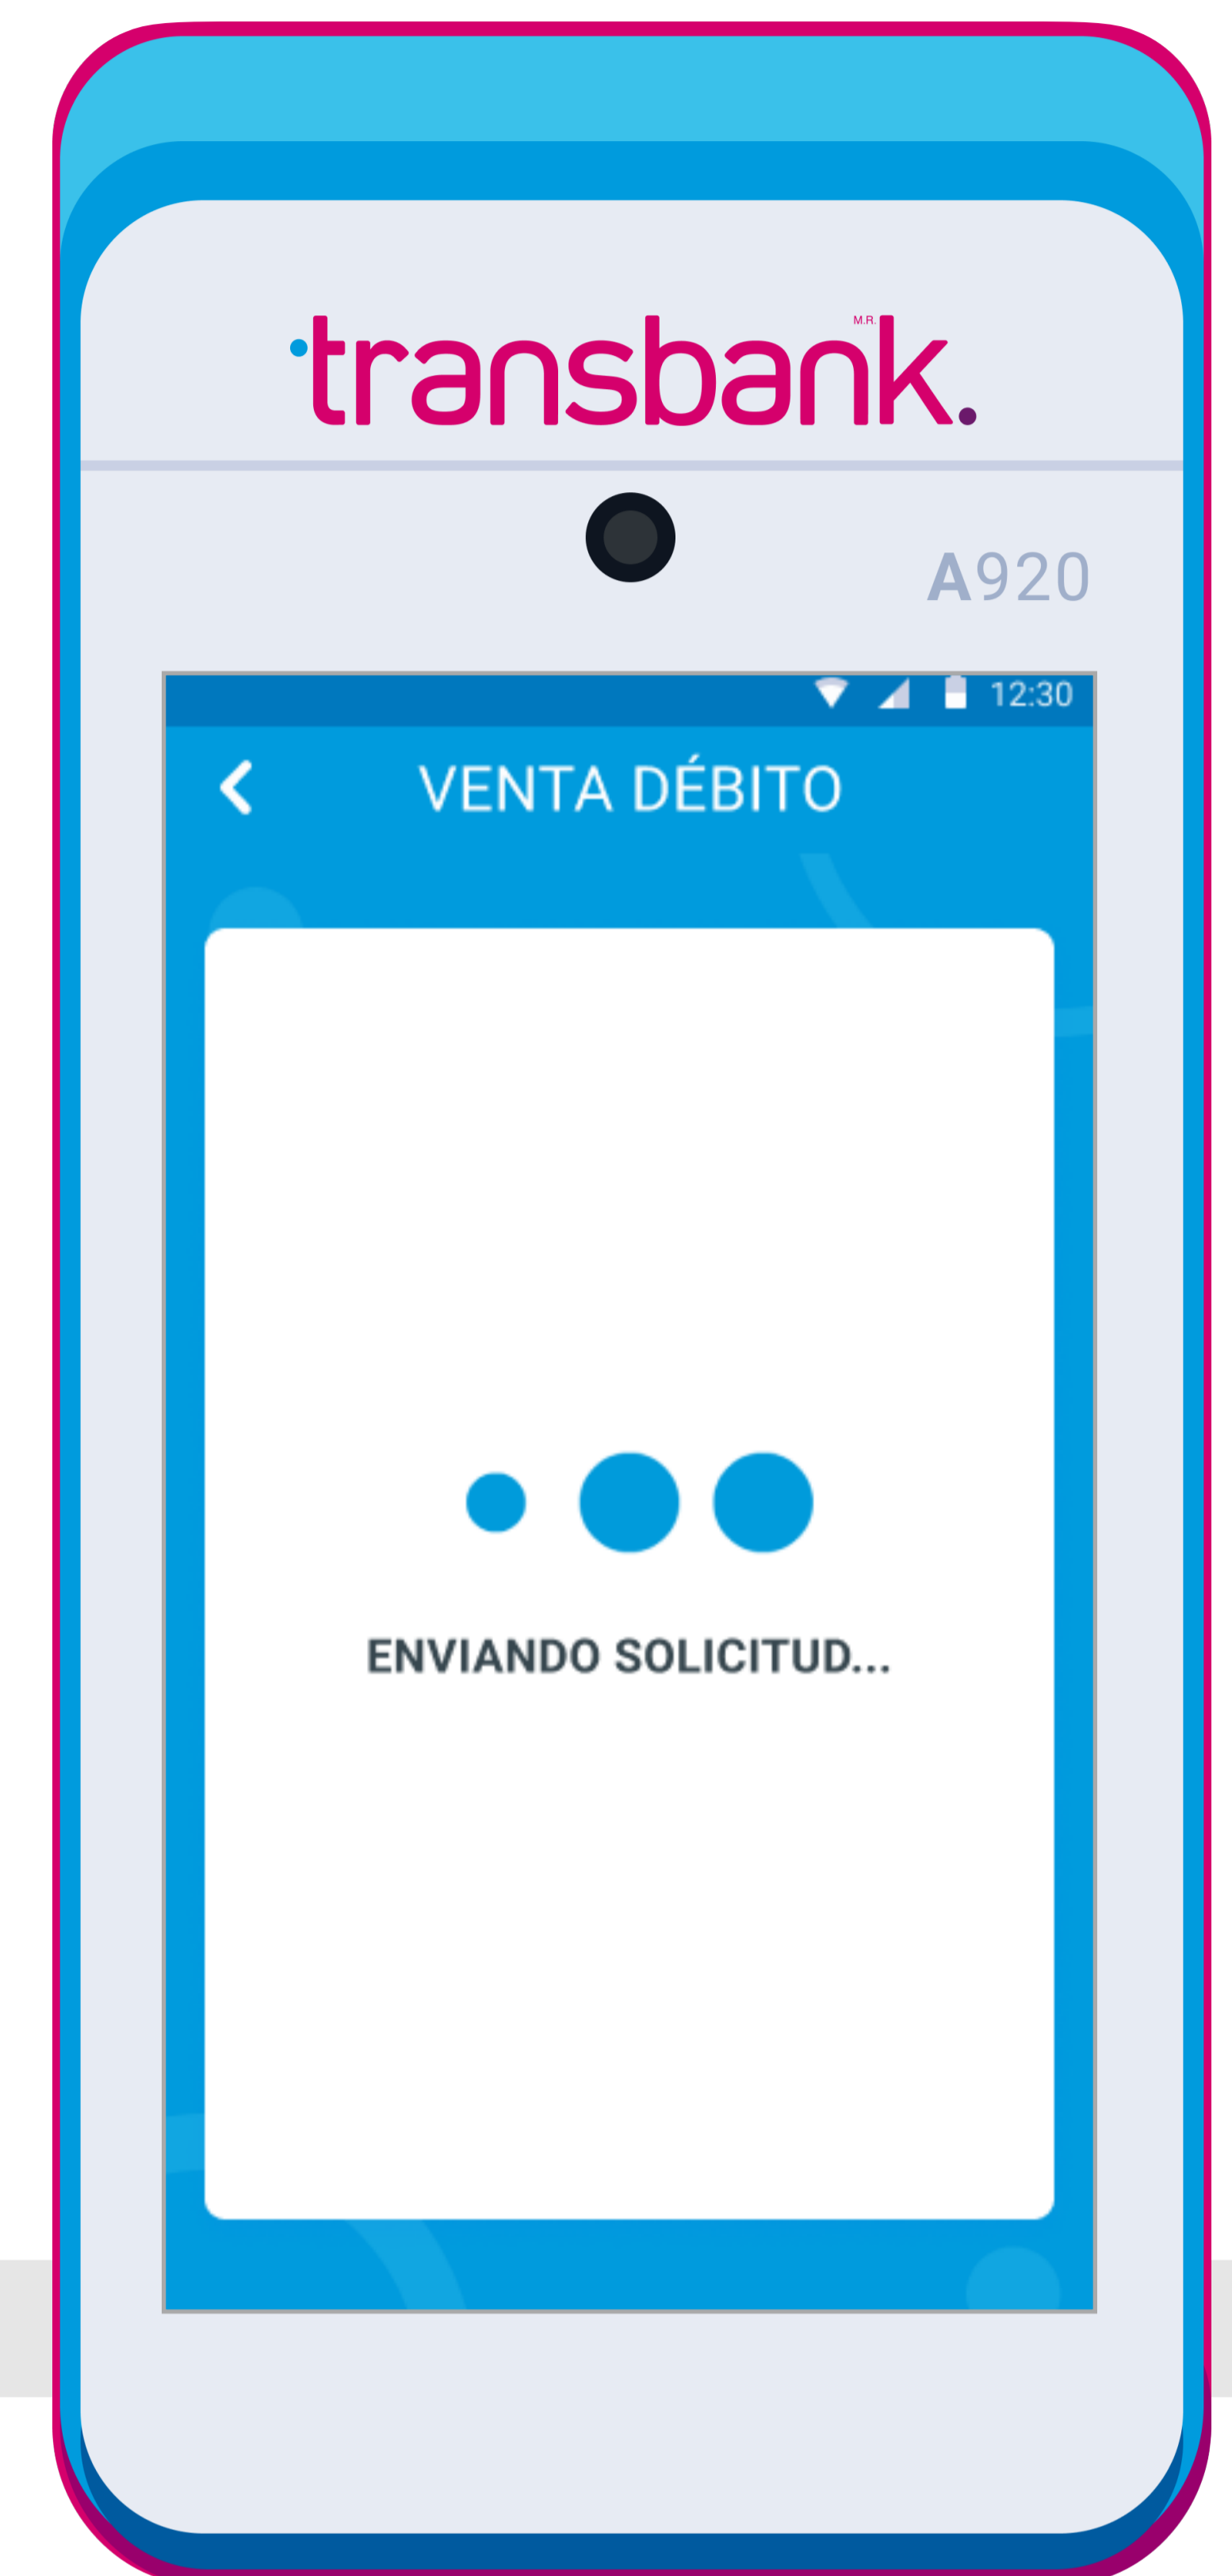 transbank.
M.R.
A920
12:30
VENTA DÉBITO
ENVIANDO SOLICITUD...